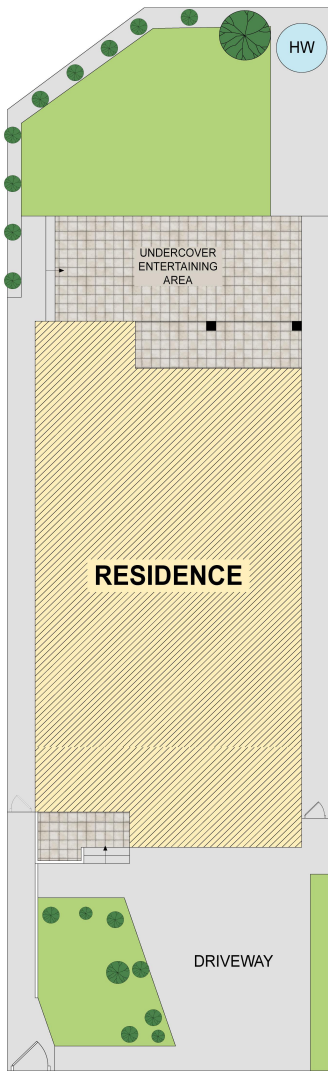 HW
UNDERCOVER
ENTERTAINING
AREA
RESIDENCE
DRIVEWAY